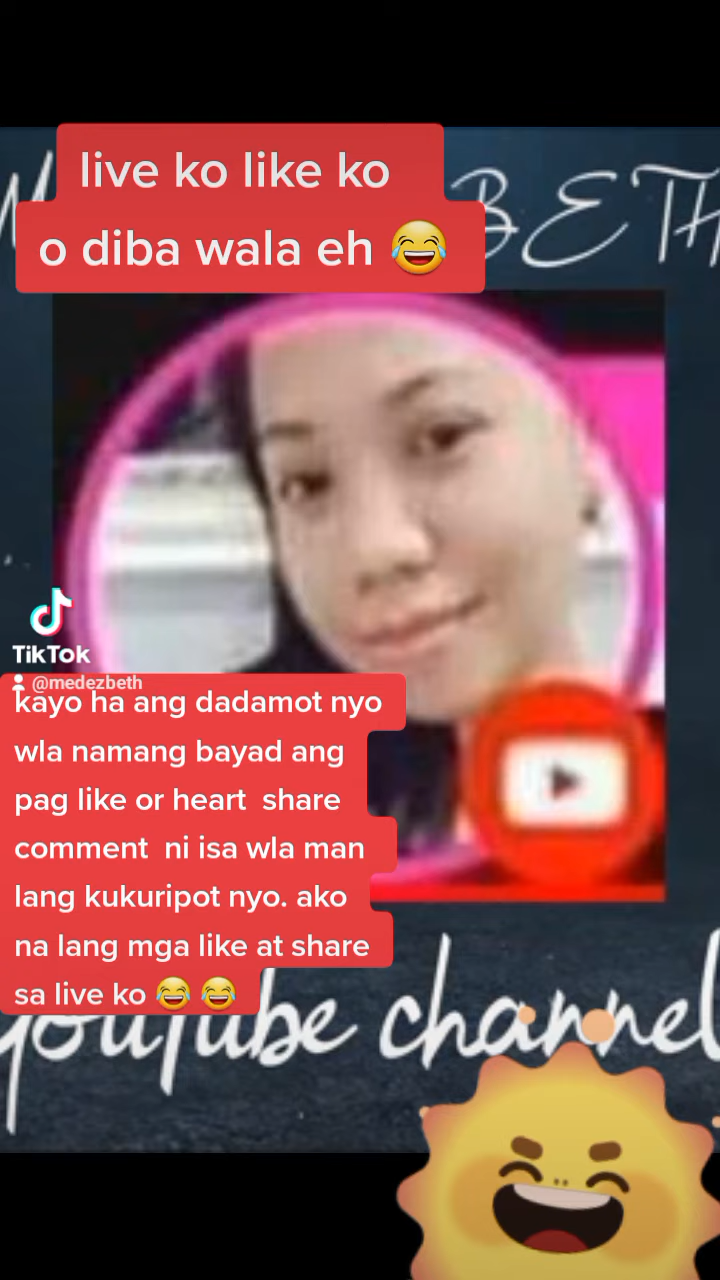 live ko like ko
o diba wala eh 😂
BETH
TikTok
@medezbeth
kayo ha ang dadamot nyo
wla namang bayad ang
pag like or heart share
comment ni isa wla man
lang kukuripot nyo. ako
na lang mga like at share
sa live ko 😂 😂
youTube channel